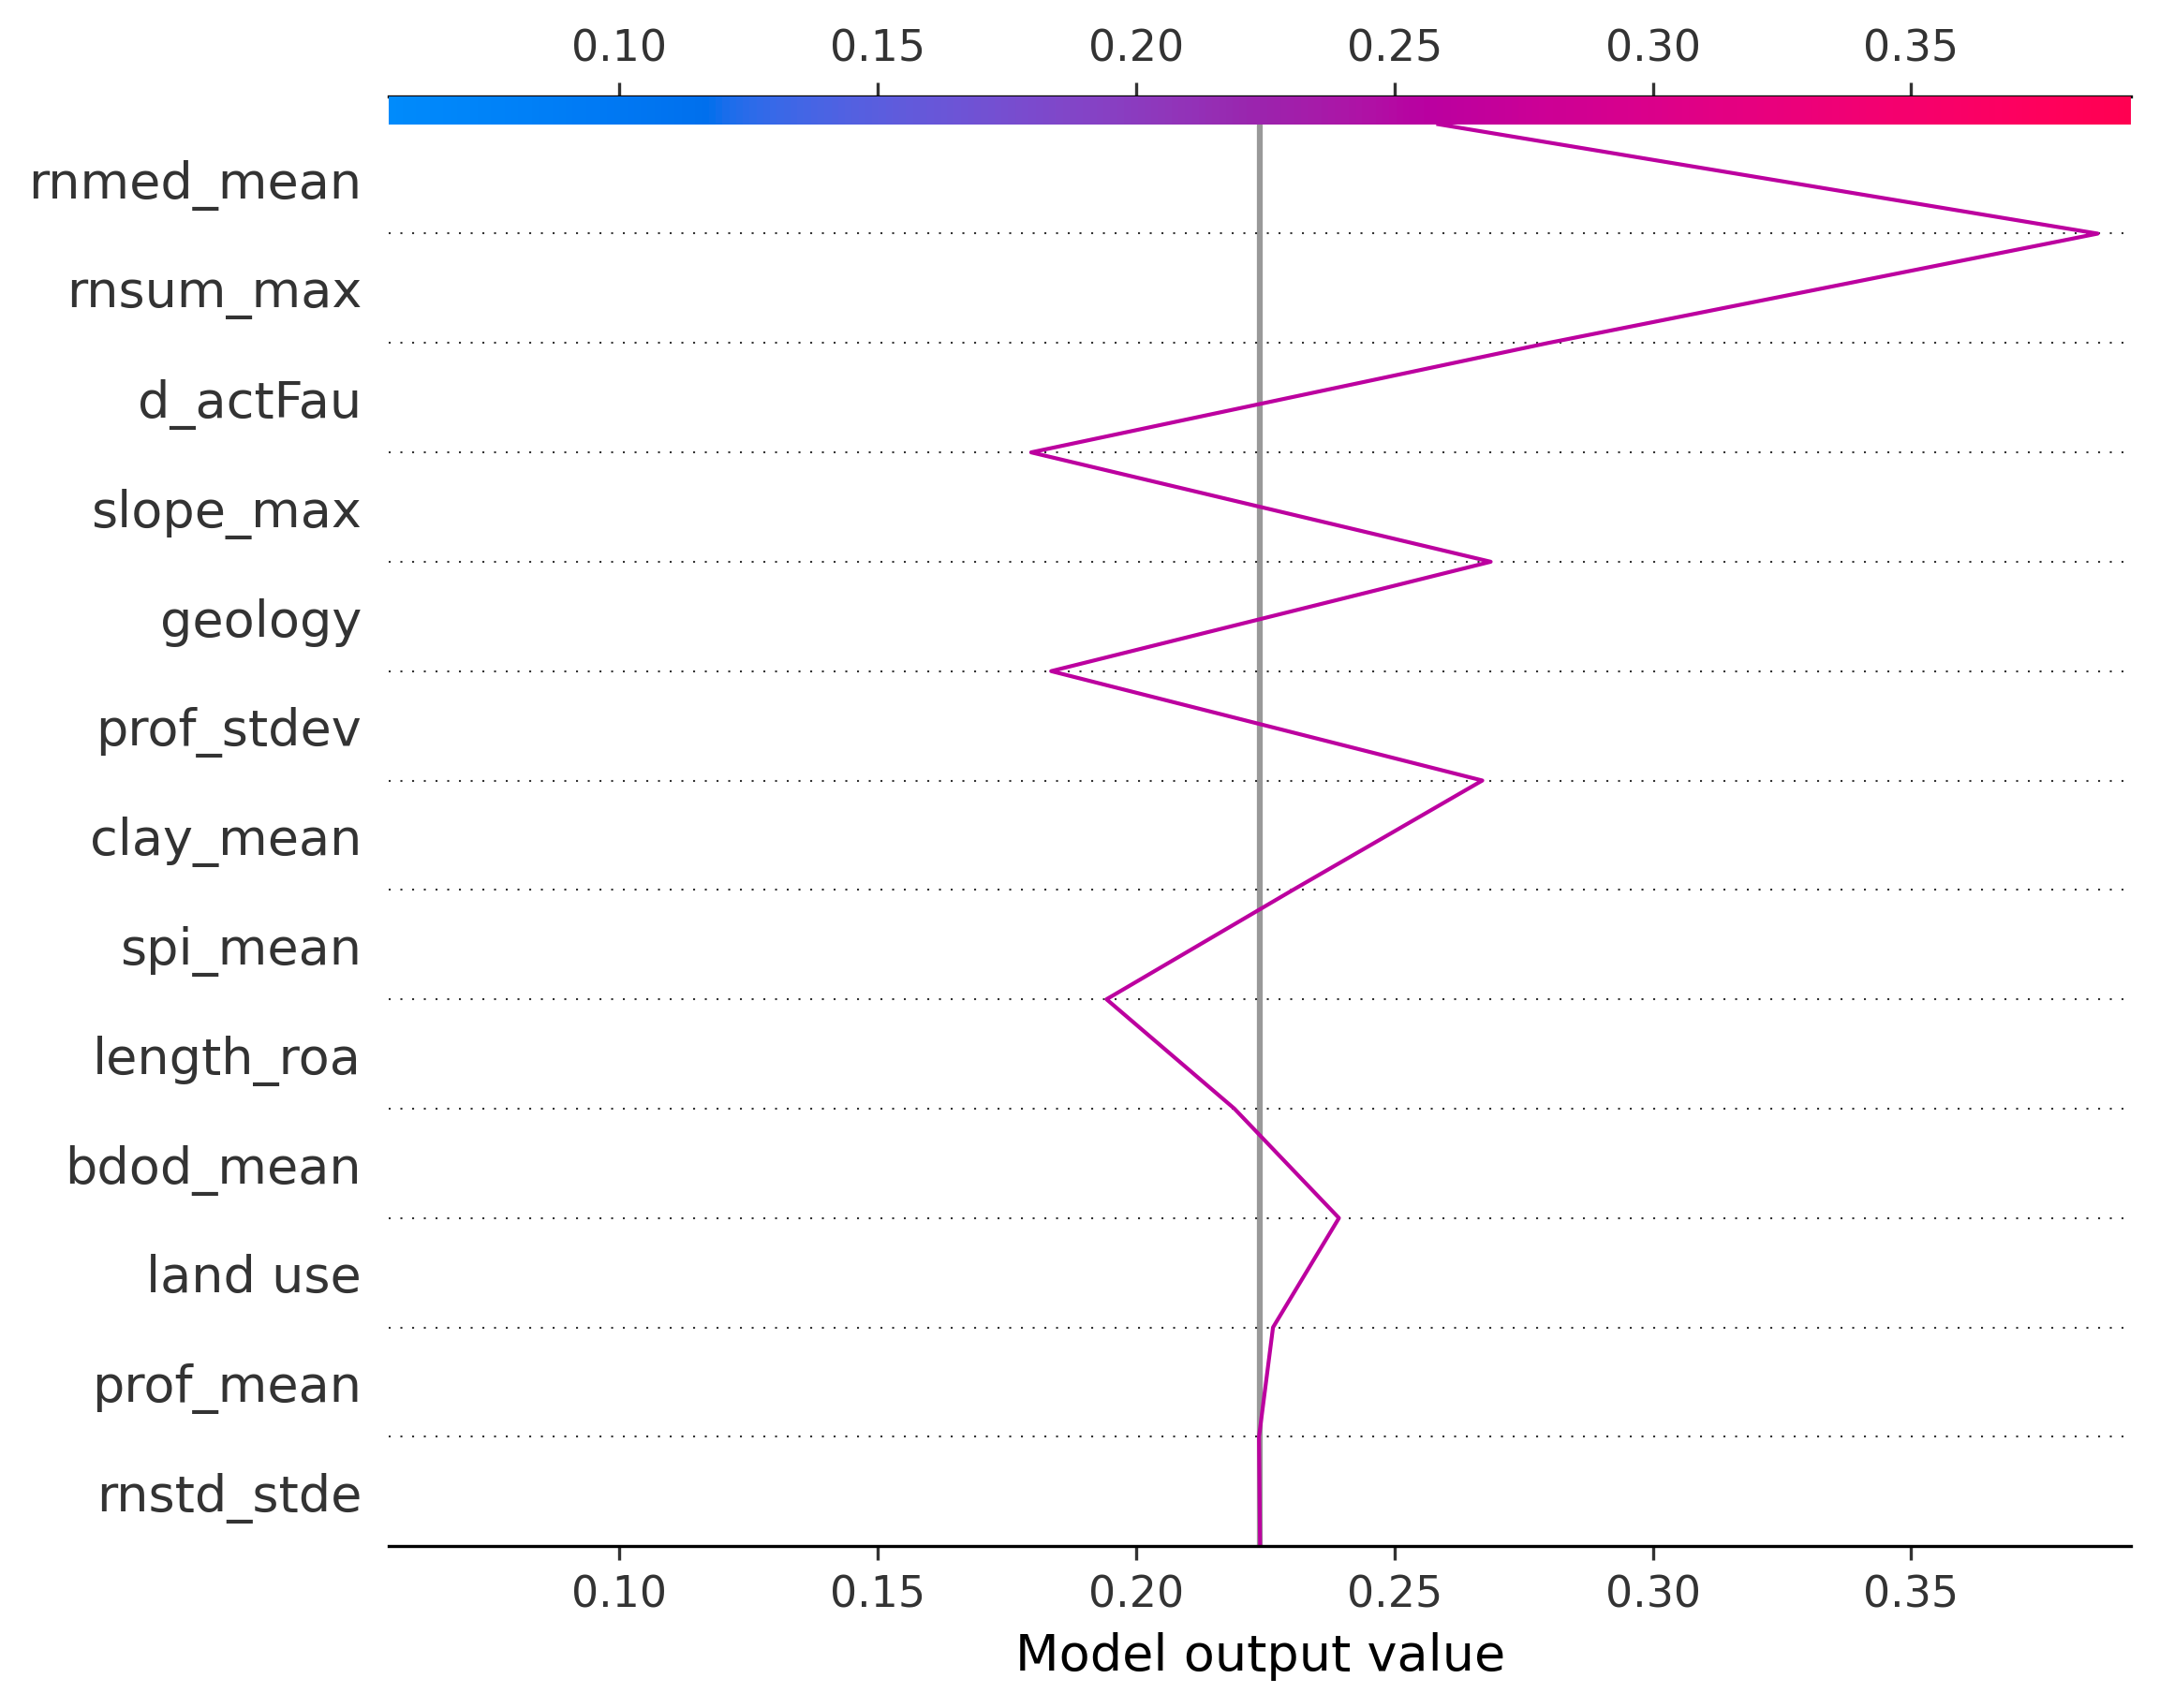 0.10 0.15 0.20 0.25 0.30 0.35
rnmed_mean
rnsum_max
d_actFau
slope_max
geology
prof_stdev
clay_mean
spi_mean
length_roa
bdod_mean
land use
prof_mean
rnstd_stde
0.10 0.15 0.20 0.25 0.30 0.35
Model output value